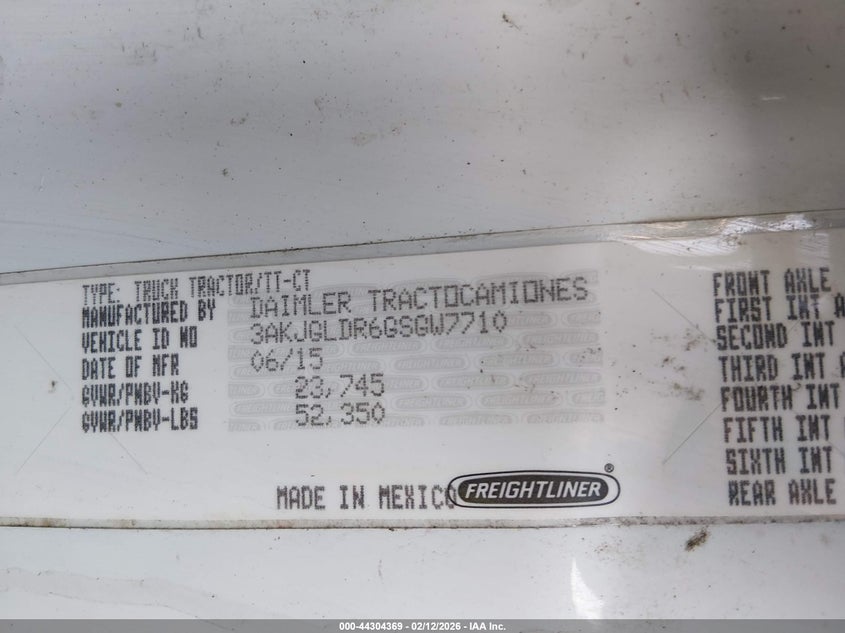 TYPE: TRUCK TRACTOR/TT-CT
MANUFACTURED BY DAIMLER TRACTOCAMIONES
VEHICLE ID NO 3AKJGLDR6GSGW7710
DATE OF MFR 06/15
GVWR/PNBV-KG 23,745
GVWR/PNBV-LBS 52,350
MADE IN MEXICO
FREIGHTLINER®
FRONT AXLE
FIRST INT A
SECOND INT
THIRD INT A
FOURTH INT
FIFTH INT
SIXTH INT
REAR AXLE
000-44304369 - 02/12/2026 - IAA Inc.